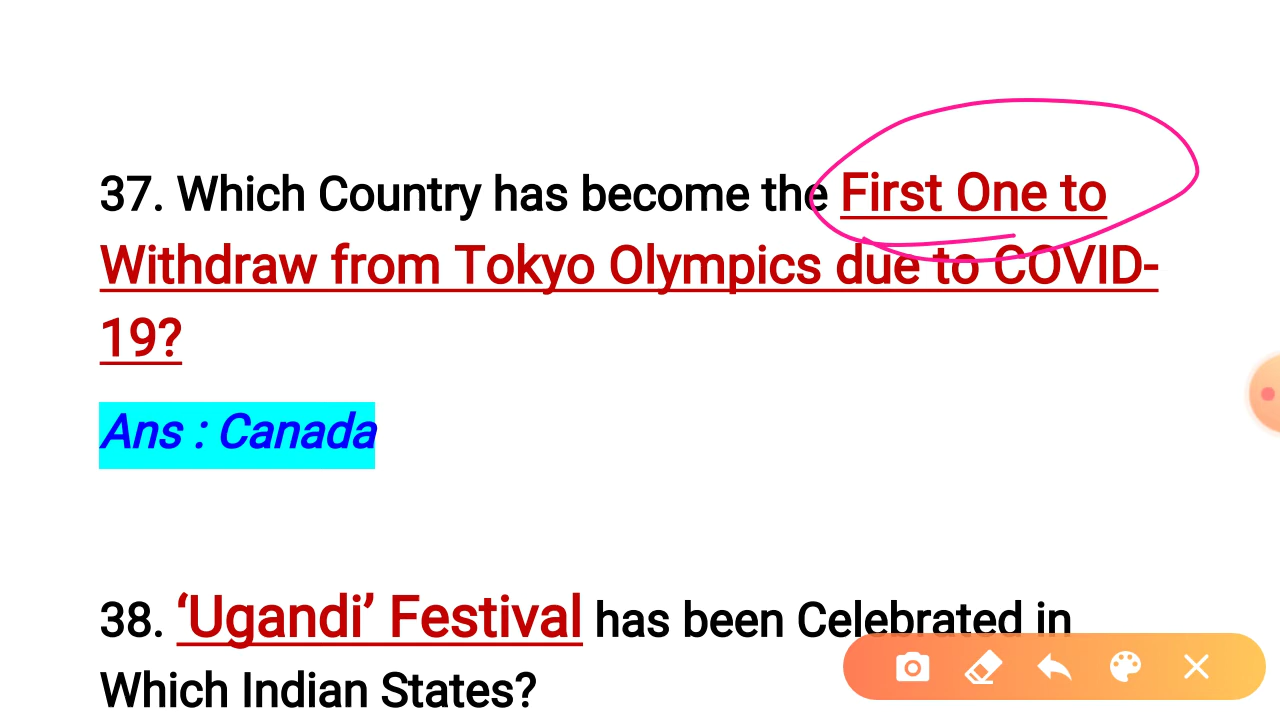 37. Which Country has become the First One to
Withdraw from Tokyo Olympics due to COVID-
19?
Ans : Canada
38. ‘Ugandi’ Festival has been Celebrated in
Which Indian States?